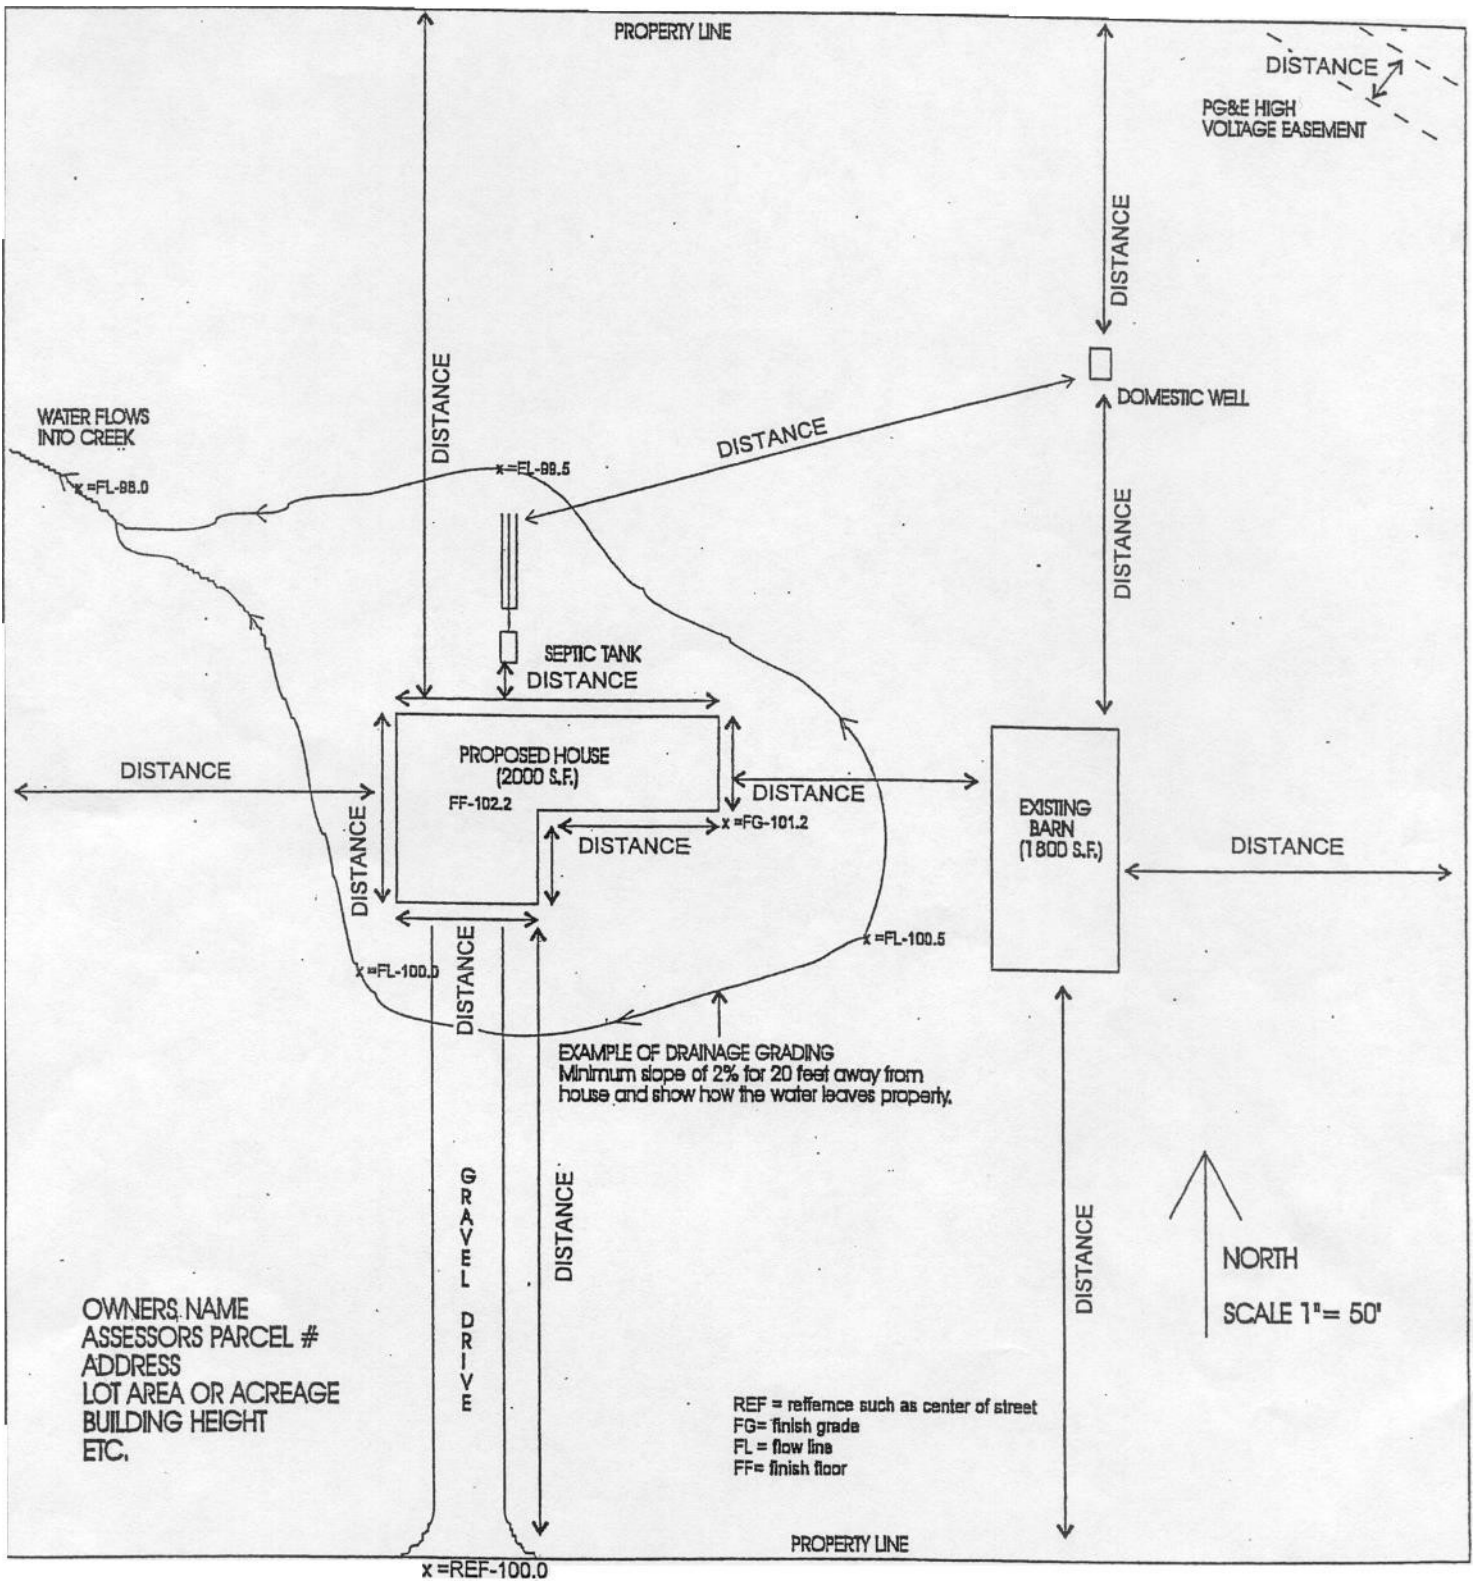 PROPERTY LINE
DISTANCE
PG&E HIGH
VOLTAGE EASEMENT
DISTANCE
DISTANCE
DOMESTIC WELL
DISTANCE
WATER FLOWS
INTO CREEK
x =FL-98.0
x =FL-99.5
DISTANCE
SEPTIC TANK
DISTANCE
PROPOSED HOUSE
(2000 S.F.)
FF-102.2
DISTANCE
DISTANCE
DISTANCE
x =FG-101.2
DISTANCE
EXISTING
BARN
(1800 S.F.)
DISTANCE
x =FL-100.5
x =FL-100.0
DISTANCE
EXAMPLE OF DRAINAGE GRADING
Minimum slope of 2% for 20 feet away from
house and show how the water leaves property.
GRAVEL DRIVE
DISTANCE
DISTANCE
NORTH
SCALE 1"= 50'
OWNERS NAME
ASSESSORS PARCEL #
ADDRESS
LOT AREA OR ACREAGE
BUILDING HEIGHT
ETC.
REF = reffernce such as center of street
FG= finish grade
FL = flow line
FF= finish floor
PROPERTY LINE
x =REF-100.0